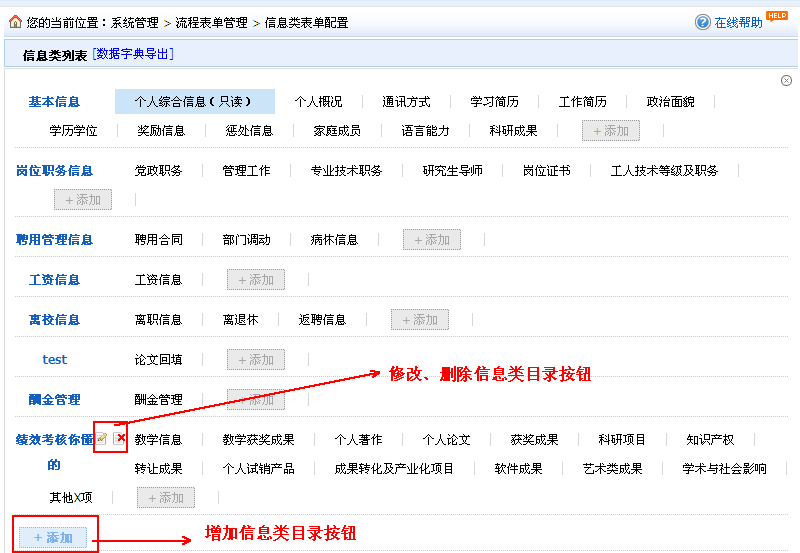 您的当前位置：系统管理 > 流程表单管理 > 信息类表单配置 在线帮助 HELP
信息类列表 [数据字典导出]
基本信息 个人综合信息（只读） 个人概况 通讯方式 学习简历 工作简历 政治面貌
学历学位 奖励信息 惩处信息 家庭成员 语言能力 科研成果 +添加
岗位职务信息 党政职务 管理工作 专业技术职务 研究生导师 岗位证书 工人技术等级及职务
+添加
聘用管理信息 聘用合同 部门调动 病休信息 +添加
工资信息 工资信息 +添加
离校信息 离职信息 离退休 返聘信息 +添加
test 论文回填 +添加
修改、删除信息类目录按钮
酬金管理 酬金管理 +添加
绩效考核你懂 教学信息 教学获奖成果 个人著作 个人论文 获奖成果 科研项目 知识产权
的 转让成果 个人试销产品 成果转化及产业化项目 软件成果 艺术类成果 学术与社会影响
其他X项 +添加
+添加 增加信息类目录按钮